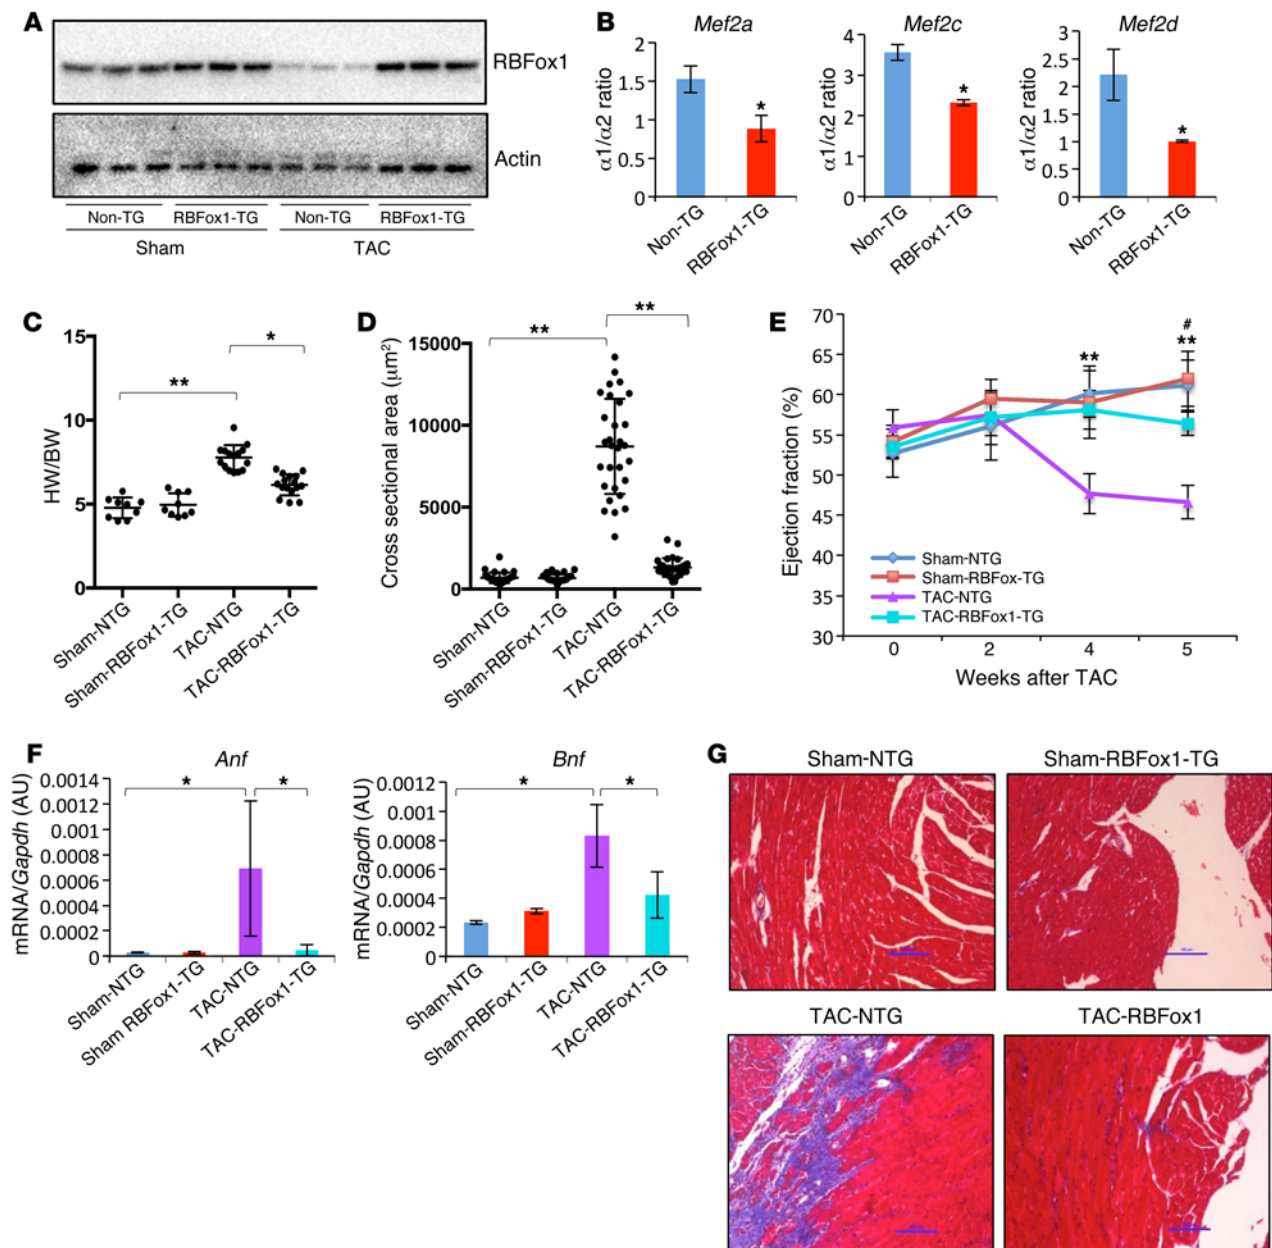 A
RBFox1
Actin
Non-TG RBFox1-TG Non-TG RBFox1-TG
Sham TAC
B
Mef2a
α1/α2 ratio
2
1.5
1
0.5
0
*
Non-TG
RBFox1-TG
Mef2c
α1/α2 ratio
4
3
2
1
0
*
Non-TG
RBFox1-TG
Mef2d
α1/α2 ratio
3
2.5
2
1.5
1
0.5
0
*
Non-TG
RBFox1-TG
C
HW/BW
15
10
5
0
**
*
Sham-NTG
Sham-RBFox1-TG
TAC-NTG
TAC-RBFox1-TG
D
Cross sectional area (μm²)
15000
10000
5000
0
**
**
Sham-NTG
Sham-RBFox1-TG
TAC-NTG
TAC-RBFox1-TG
E
Ejection fraction (%)
70
65
60
55
50
45
40
35
30
**
#
**
Sham-NTG
Sham-RBFox-TG
TAC-NTG
TAC-RBFox1-TG
0 2 4 5
Weeks after TAC
F
Anf
mRNA/Gapdh (AU)
0.0014
0.0012
0.001
0.0008
0.0006
0.0004
0.0002
0
*
*
Sham-NTG
Sham RBFox1-TG
TAC-NTG
TAC-RBFox1-TG
Bnf
mRNA/Gapdh (AU)
0.0012
0.001
0.0008
0.0006
0.0004
0.0002
0
*
*
Sham-NTG
Sham-RBFox1-TG
TAC-NTG
TAC-RBFox1-TG
G
Sham-NTG
Sham-RBFox1-TG
TAC-NTG
TAC-RBFox1